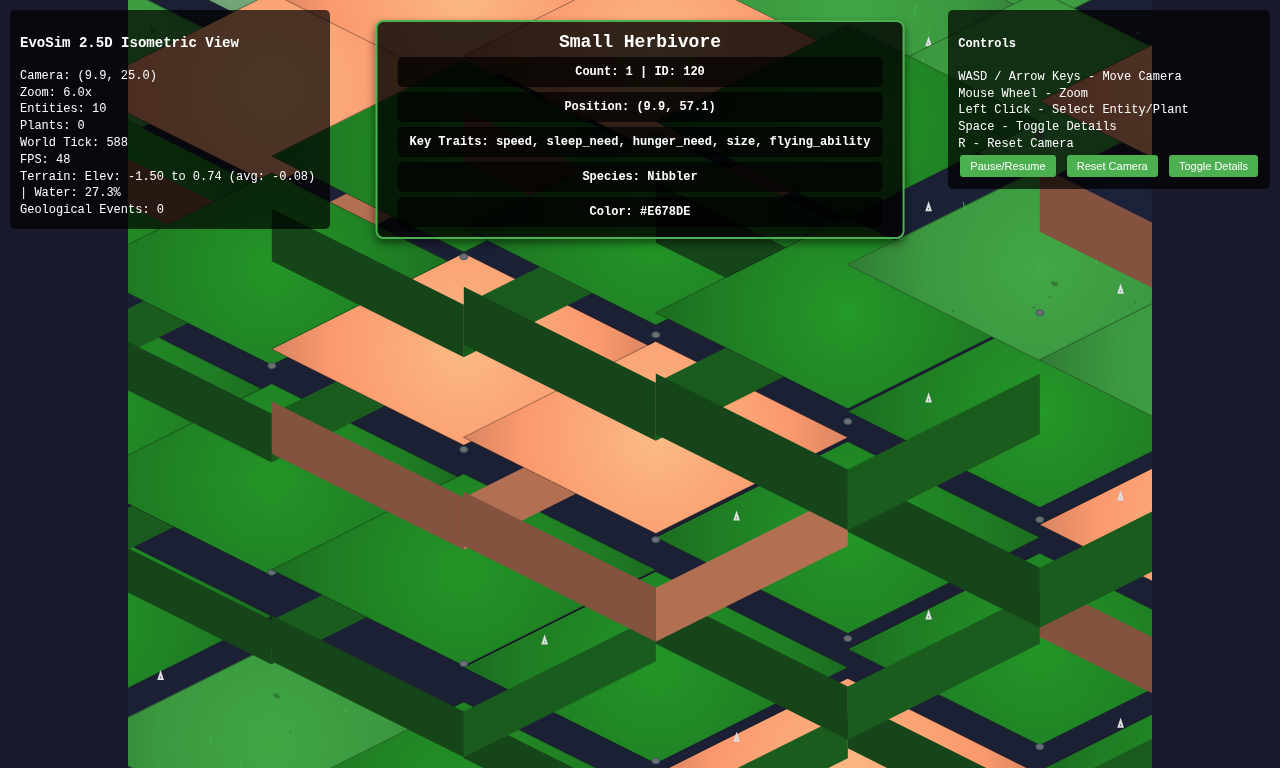 EvoSim 2.5D Isometric View
Camera: (9.9, 25.0)
Zoom: 6.0x
Entities: 10
Plants: 0
World Tick: 588
FPS: 48
Terrain: Elev: -1.50 to 0.74 (avg: -0.08)
| Water: 27.3%
Geological Events: 0
Small Herbivore
Count: 1 | ID: 120
Position: (9.9, 57.1)
Key Traits: speed, sleep_need, hunger_need, size, flying_ability
Species: Nibbler
Color: #E678DE
Controls
WASD / Arrow Keys - Move Camera
Mouse Wheel - Zoom
Left Click - Select Entity/Plant
Space - Toggle Details
R - Reset Camera
Pause/Resume Reset Camera Toggle Details